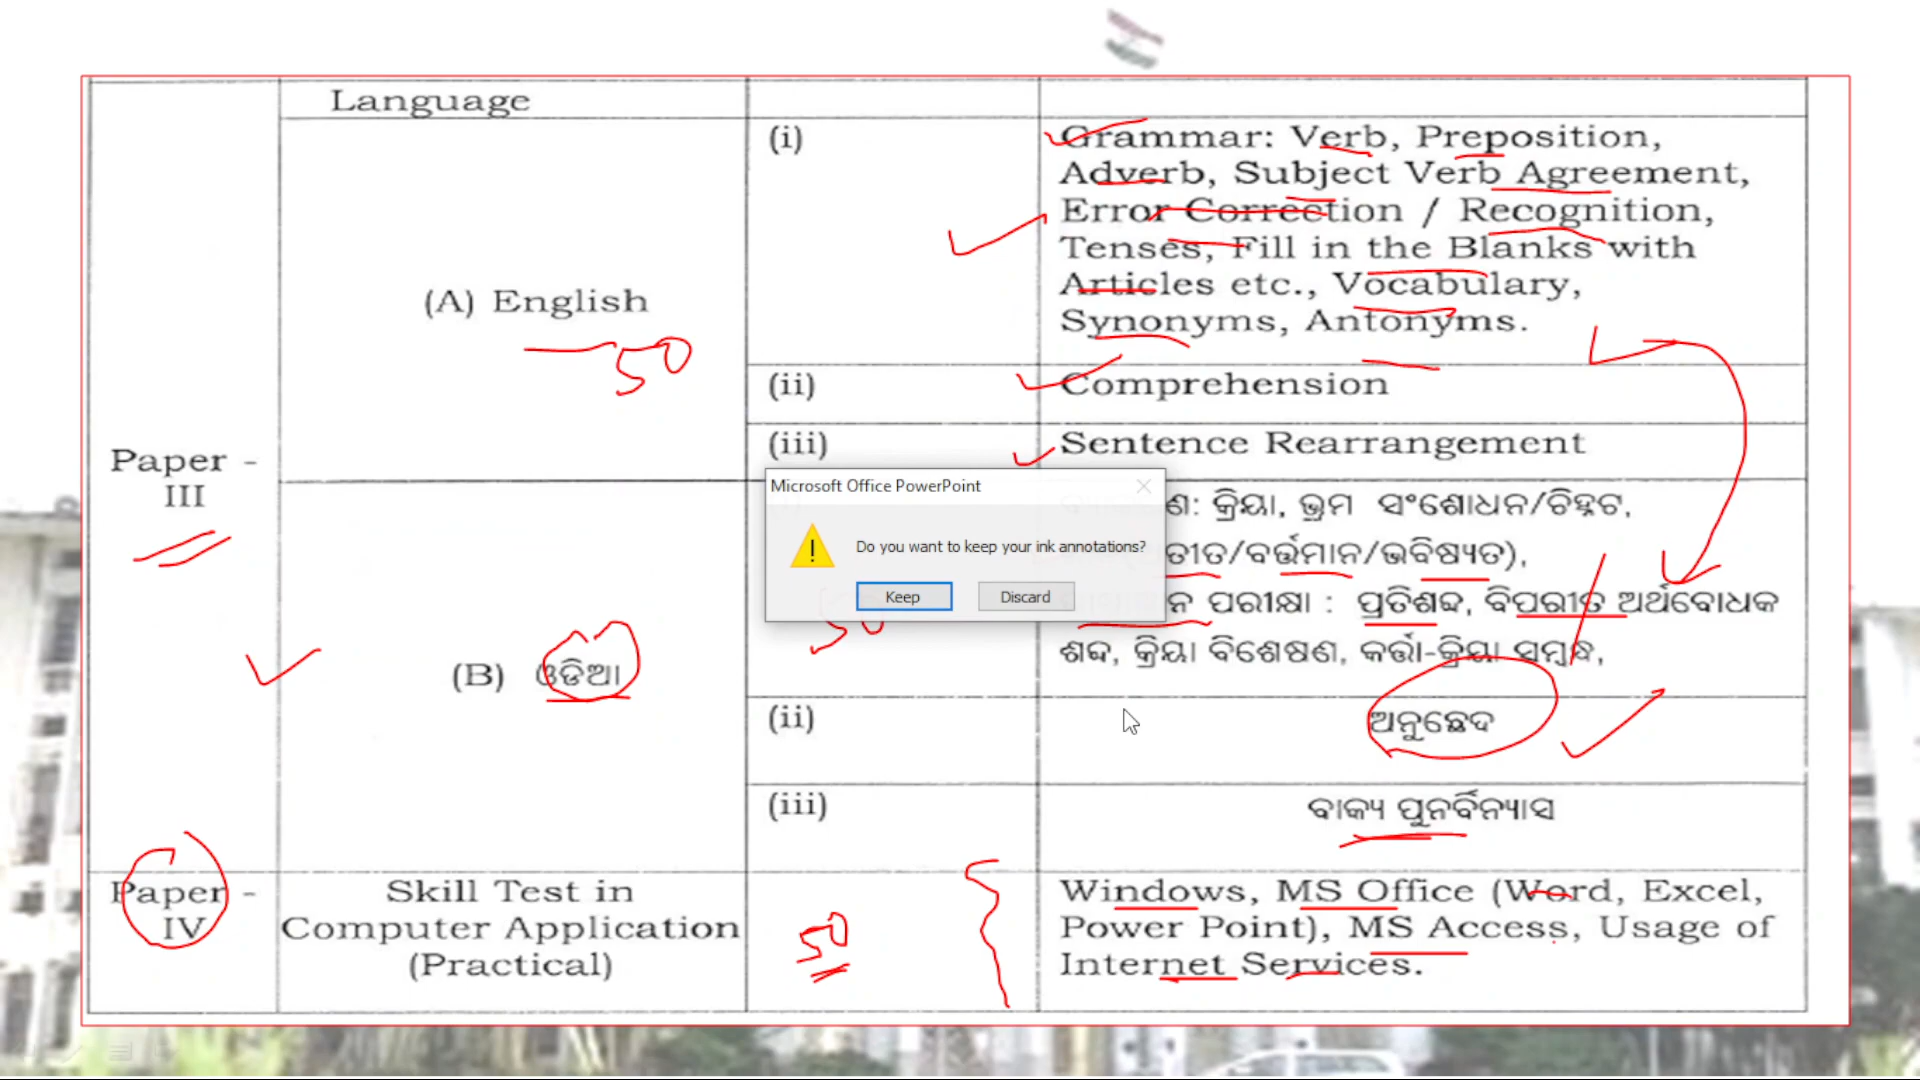 Language
(i)
Grammar: Verb, Preposition,
Adverb, Subject Verb Agreement,
Error Correction / Recognition,
Tenses, Fill in the Blanks with
Articles etc., Vocabulary,
Synonyms, Antonyms.
(A) English
50
(ii)
Comprehension
(iii)
Sentence Rearrangement
Paper -
III
Microsoft Office PowerPoint
Do you want to keep your ink annotations?
Keep
Discard
କ୍ରିୟା, ଭ୍ରମ ସଂଶୋଧନ/ଚିହ୍ନଟ,
/ବର୍ତ୍ତମାନ/ଭବିଷ୍ୟତ),
ପରୀକ୍ଷା : ପ୍ରତିଶବ୍ଦ, ବିପରୀତ ଅର୍ଥବୋଧକ
ଶବ୍ଦ, କ୍ରିୟା ବିଶେଷଣ, କର୍ତ୍ତା-କ୍ରିୟା ସମ୍ବନ୍ଧ,
50
(B) ଓଡିଆ
(ii)
ଅନୁଛେଦ
(iii)
ବାକ୍ୟ ପୁନର୍ବିନ୍ୟାସ
Paper -
IV
Skill Test in
Computer Application
(Practical)
50
Windows, MS Office (Word, Excel,
Power Point), MS Access, Usage of
Internet Services.